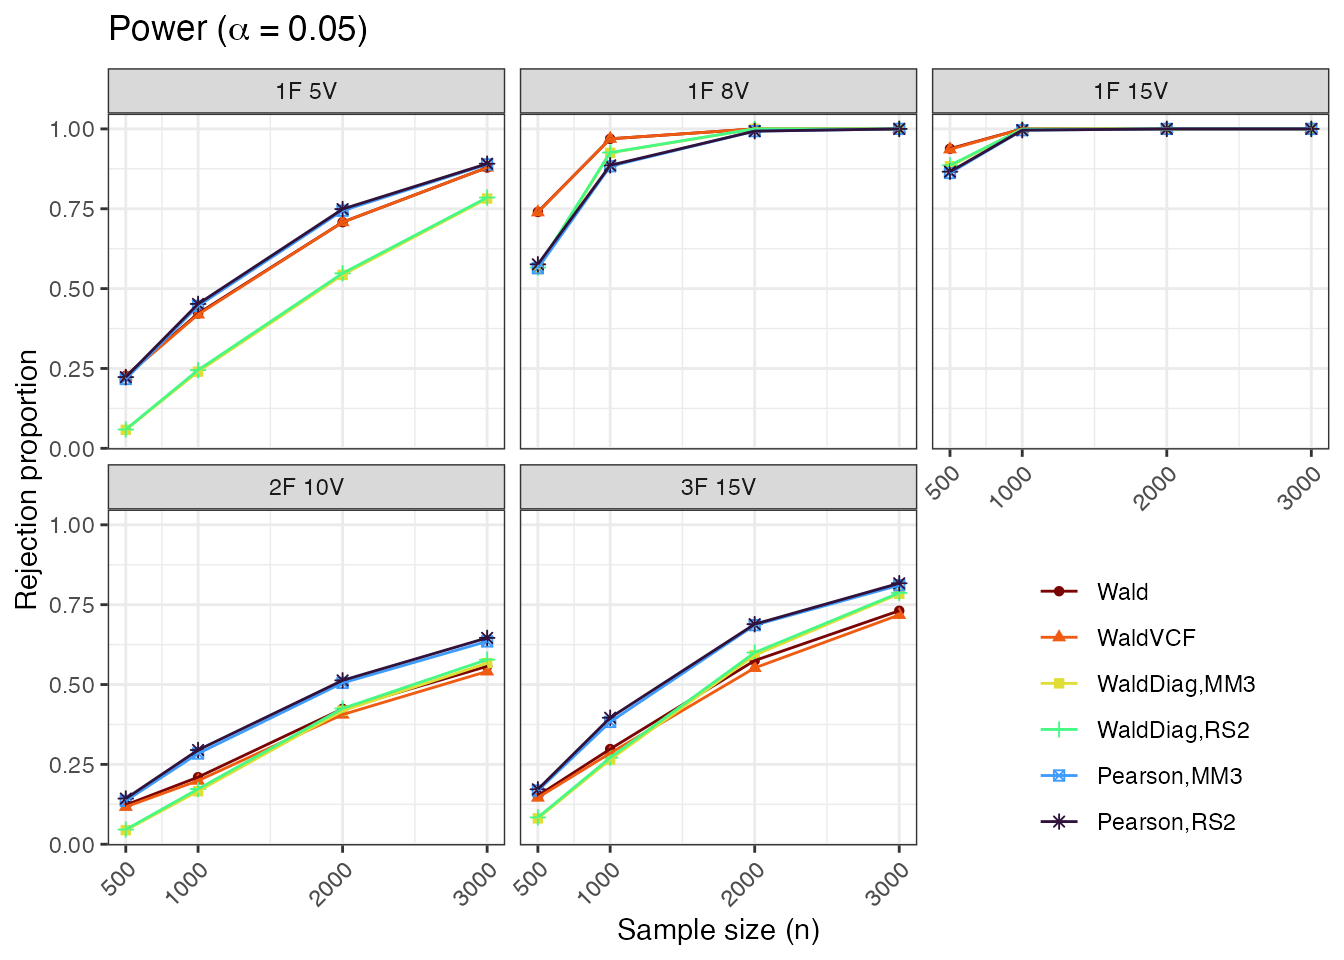 Power (α = 0.05)
1F 5V
1F 8V
1F 15V
1.00
0.75
0.50
0.25
0.00
500
1000
2000
3000
2F 10V
3F 15V
1.00
0.75
0.50
0.25
0.00
500
1000
2000
3000
500
1000
2000
3000
Rejection proportion
Sample size (n)
Wald
WaldVCF
WaldDiag,MM3
WaldDiag,RS2
Pearson,MM3
Pearson,RS2